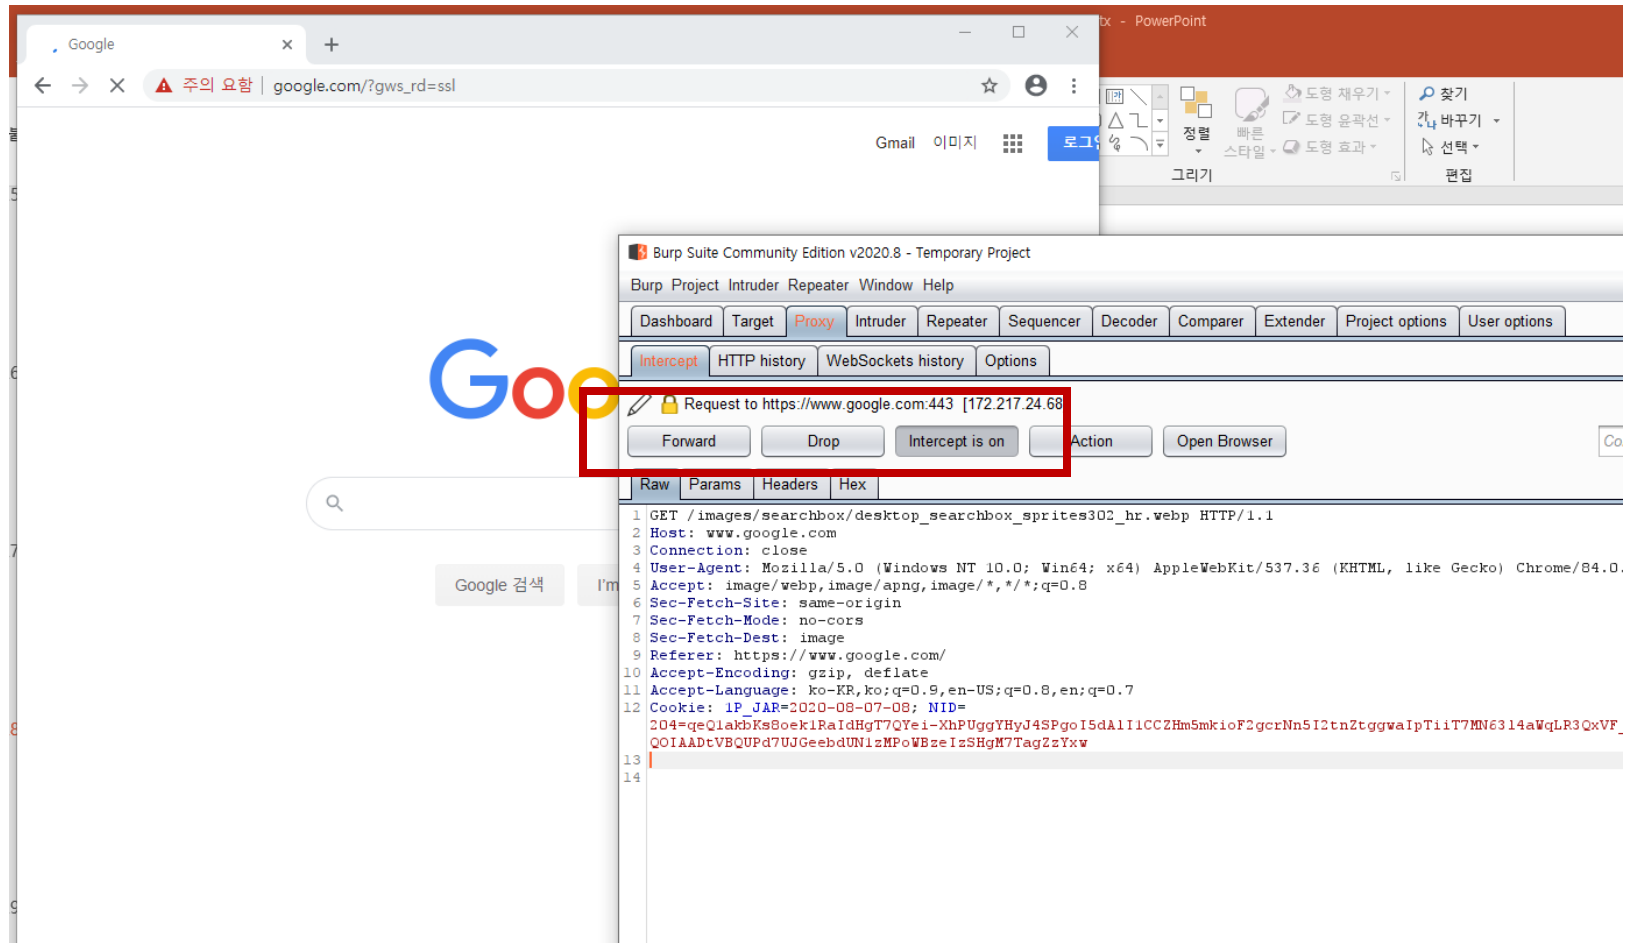 tx - PowerPoint
Google
주의 요함 google.com/?gws_rd=ssl
Gmail 이미지
도형 채우기
도형 윤곽선
도형 효과
정렬
빠른
스타일
그리기
찾기
바꾸기
선택
편집
5
6
7
8
9
Goo
Google 검색
I'm
Burp Suite Community Edition v2020.8 - Temporary Project
Burp Project Intruder Repeater Window Help
Dashboard Target Proxy Intruder Repeater Sequencer Decoder Comparer Extender Project options User options
Intercept HTTP history WebSockets history Options
Request to https://www.google.com:443 [172.217.24.68
Forward Drop Intercept is on Action Open Browser
Raw Params Headers Hex
1 GET /images/searchbox/desktop_searchbox_sprites302_hr.webp HTTP/1.1
2 Host: www.google.com
3 Connection: close
4 User-Agent: Mozilla/5.0 (Windows NT 10.0; Win64; x64) AppleWebKit/537.36 (KHTML, like Gecko) Chrome/84.0.
5 Accept: image/webp,image/apng,image/*,*/*;q=0.8
6 Sec-Fetch-Site: same-origin
7 Sec-Fetch-Mode: no-cors
8 Sec-Fetch-Dest: image
9 Referer: https://www.google.com/
10 Accept-Encoding: gzip, deflate
11 Accept-Language: ko-KR,ko;q=0.9,en-US;q=0.8,en;q=0.7
12 Cookie: 1P_JAR=2020-08-07-08; NID=
13
14